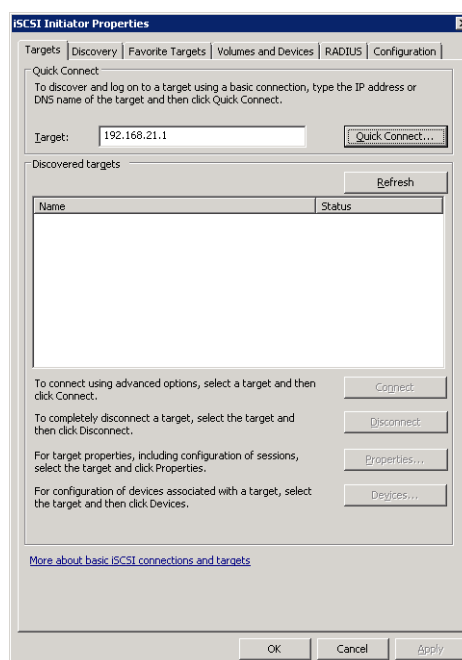 iSCSI Initiator Properties
Targets Discovery Favorite Targets Volumes and Devices RADIUS Configuration
Quick Connect
To discover and log on to a target using a basic connection, type the IP address or
DNS name of the target and then click Quick Connect.
Target: 192.168.21.1 Quick Connect...
Discovered targets
Refresh
Name Status
To connect using advanced options, select a target and then
click Connect.
Connect
To completely disconnect a target, select the target and
then click Disconnect.
Disconnect
For target properties, including configuration of sessions,
select the target and click Properties.
Properties...
For configuration of devices associated with a target, select
the target and then click Devices.
Devices...
More about basic iSCSI connections and targets
OK Cancel Apply